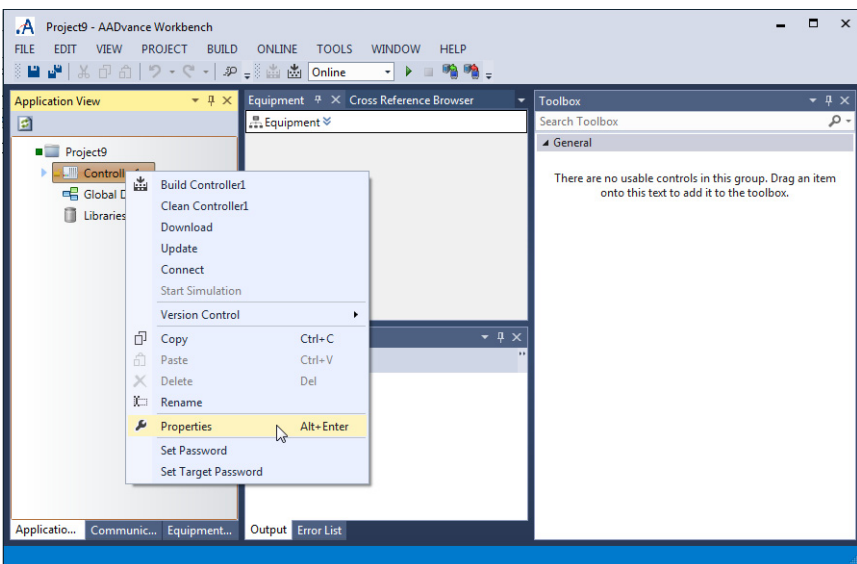 Project9 - AADvance Workbench
FILE EDIT VIEW PROJECT BUILD ONLINE TOOLS WINDOW HELP
Online
Application View
Equipment Cross Reference Browser
Toolbox
Equipment
Search Toolbox
General
Project9
Controll
Global D
Libraries
There are no usable controls in this group. Drag an item
onto this text to add it to the toolbox.
Build Controller1
Clean Controller1
Download
Update
Connect
Start Simulation
Version Control
Copy Ctrl+C
Paste Ctrl+V
Delete Del
Rename
Properties Alt+Enter
Set Password
Set Target Password
Applicatio... Communic... Equipment... Output Error List